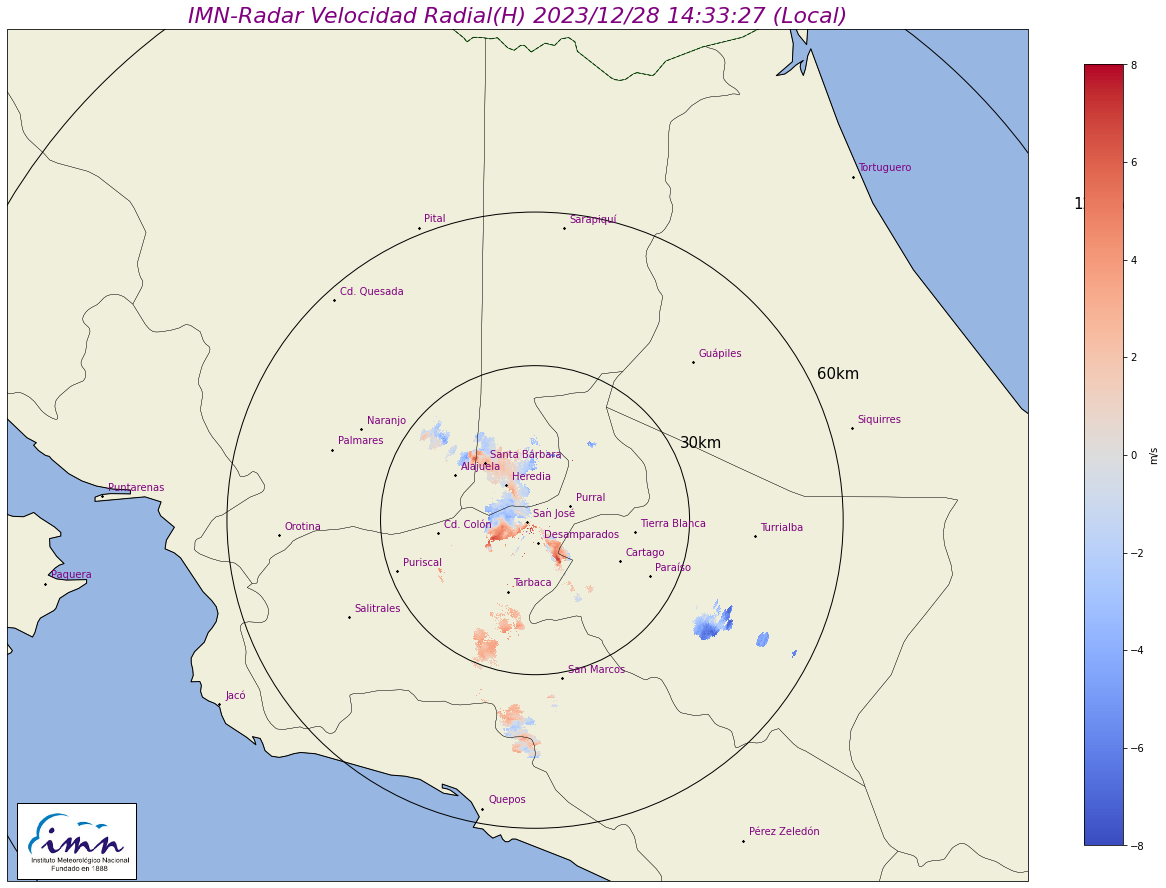 IMN-Radar Velocidad Radial(H) 2023/12/28 14:33:27 (Local)
8
Tortuguero
6
1
Pital
Sarapiquí
4
Cd. Quesada
Guápiles
2
60km
Naranjo
Siquirres
30km
Palmares
Santa Bárbara
0
m/s
Alajuela
Heredia
Puntarenas
Purral
San José
Orotina
Cd. Colón
Tierra Blanca
Turrialba
Desamparados
−2
Cartago
Puriscal
Paraíso
Paquera
Tarbaca
Salitrales
−4
San Marcos
Jacó
−6
Quepos
Pérez Zeledón
−8
imn
Instituto Meteorológico Nacional
Fundado en 1888